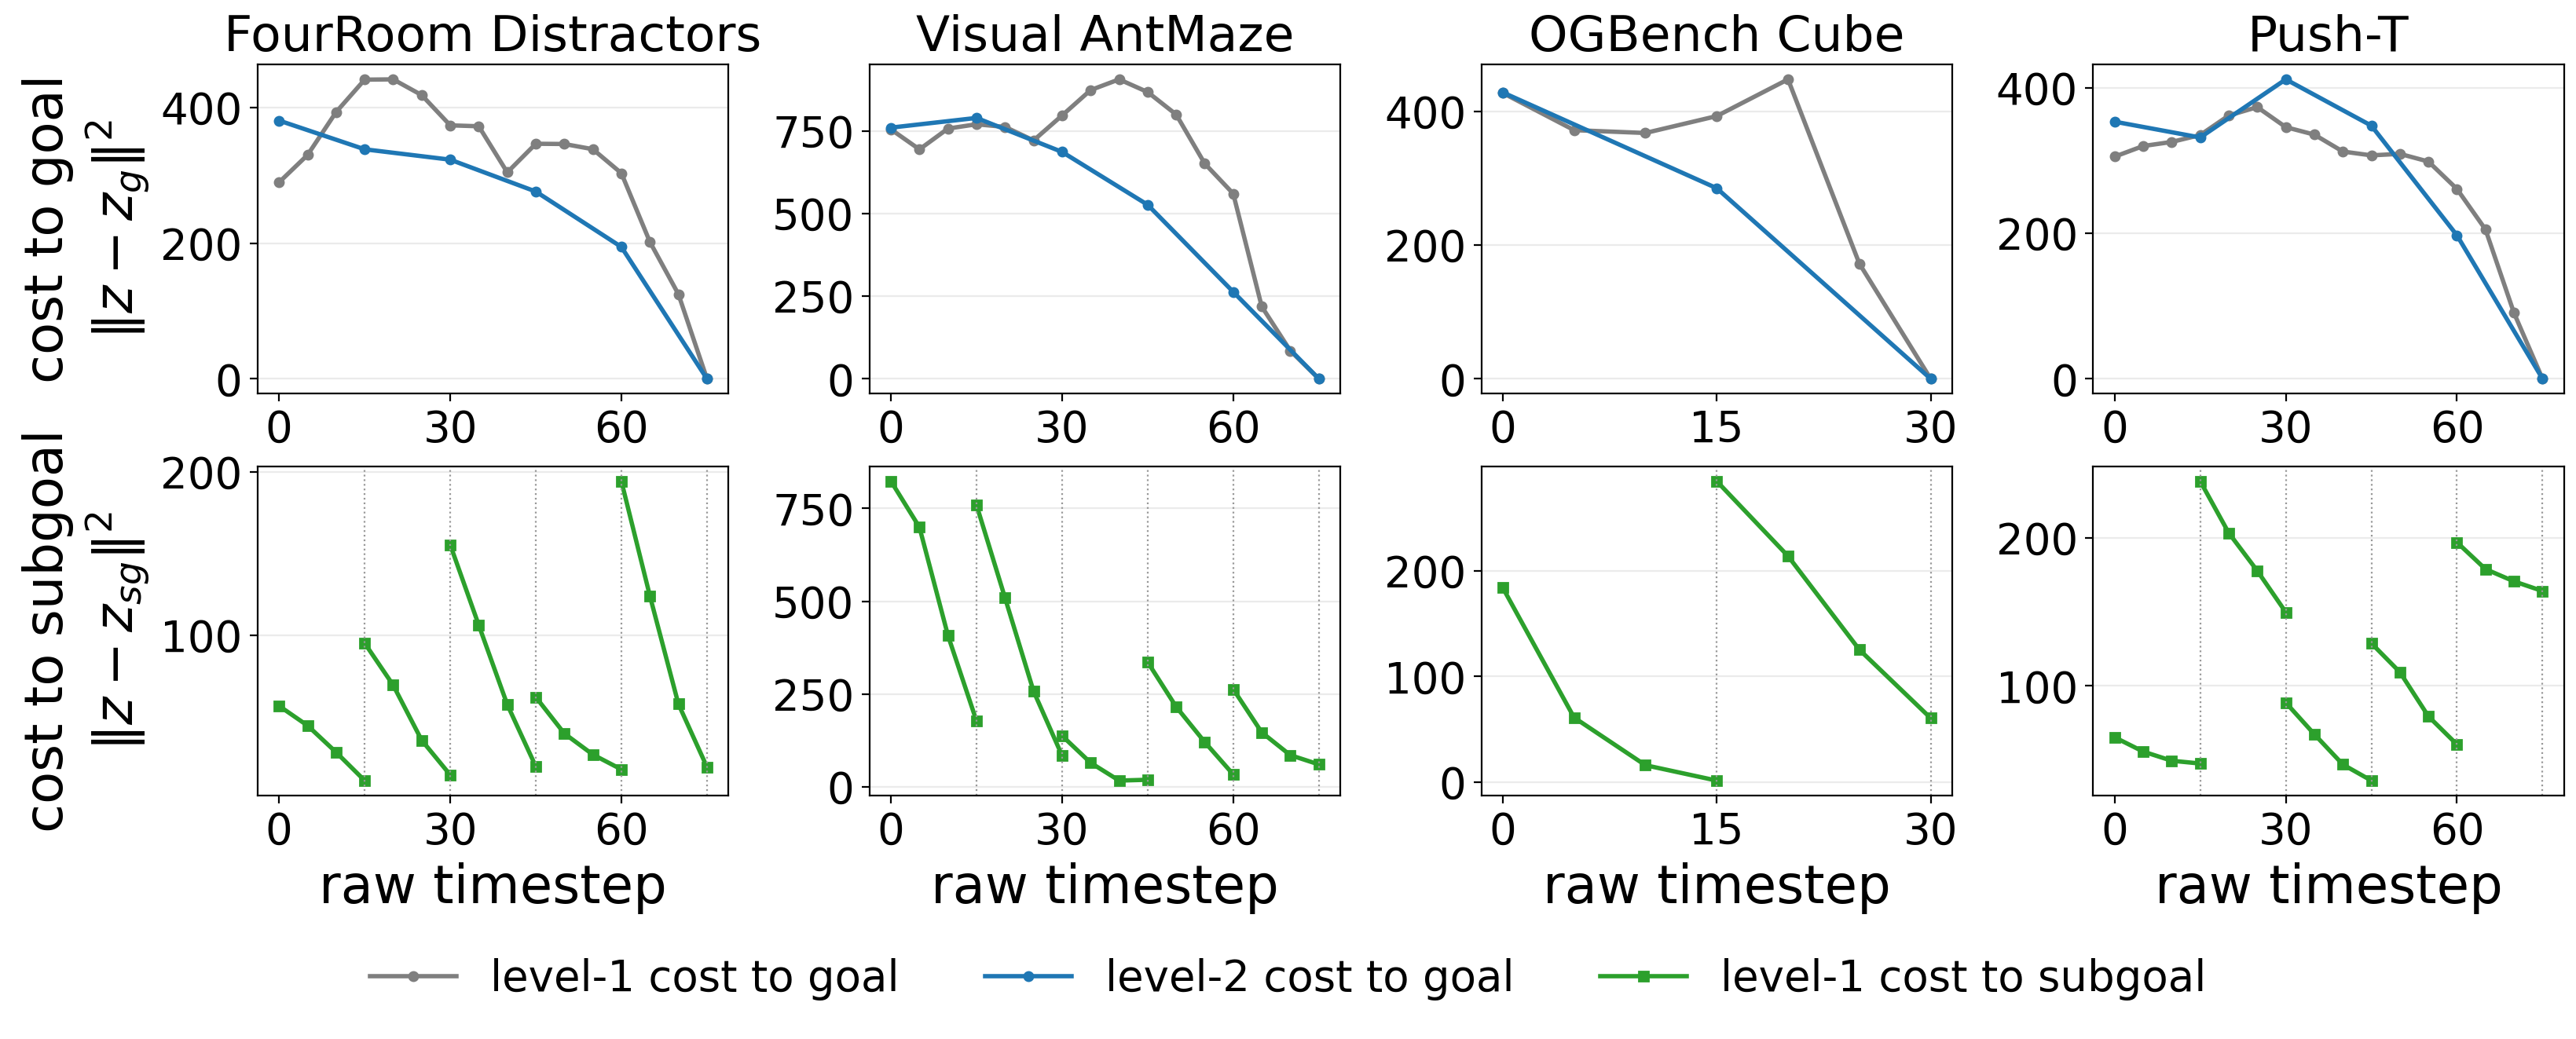 FourRoom Distractors
Visual AntMaze
OGBench Cube
Push-T
cost to goal
‖z − z_g‖²
400
200
0
0 30 60
750
500
250
0
0 30 60
400
200
0
0 15 30
400
200
0
0 30 60
cost to subgoal
‖z − z_{sg}‖²
200
100
0 30 60
raw timestep
750
500
250
0
0 30 60
raw timestep
200
100
0
0 15 30
raw timestep
200
100
0 30 60
raw timestep
level-1 cost to goal
level-2 cost to goal
level-1 cost to subgoal